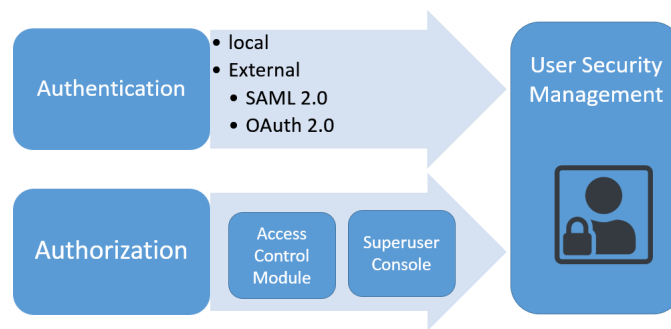 Authentication
• local
• External
• SAML 2.0
• OAuth 2.0
User Security
Management
Authorization
Access
Control
Module
Superuser
Console